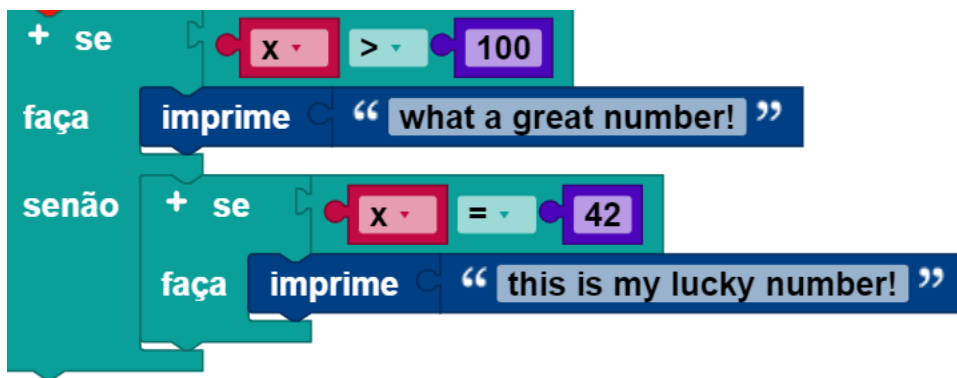 + se x > 100
faça imprime “ what a great number! ”
senão + se x = 42
faça imprime “ this is my lucky number! ”